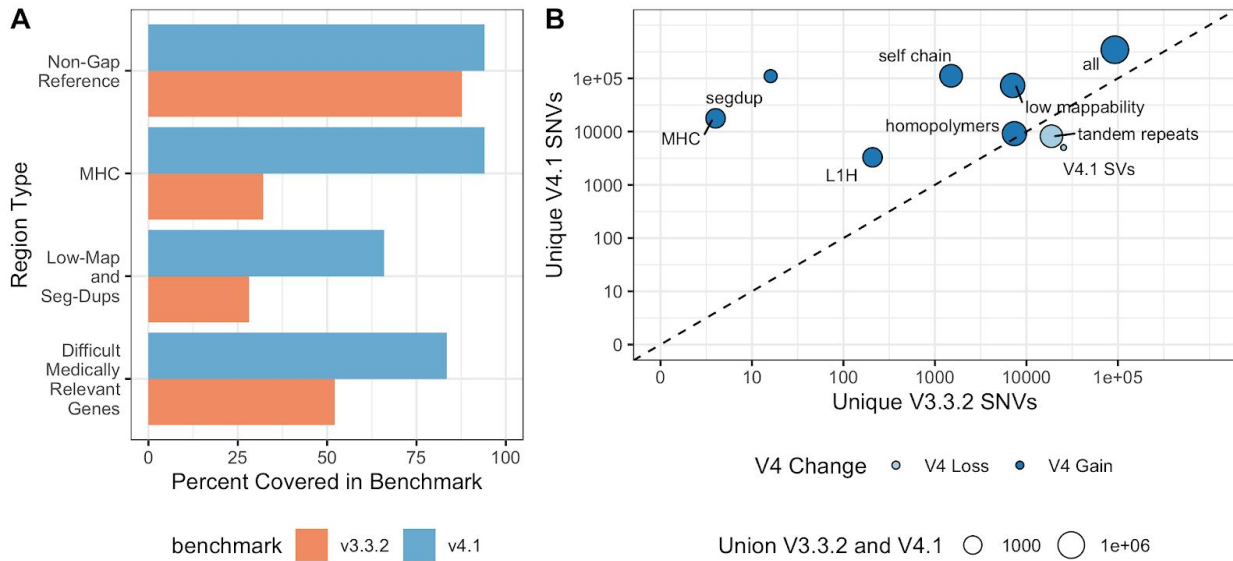 A
Region Type
Non-Gap
Reference
MHC
Low-Map
and
Seg-Dups
Difficult
Medically
Relevant
Genes
0
25
50
75
100
Percent Covered in Benchmark
benchmark
v3.3.2
v4.1
B
Unique V4.1 SNVs
1e+05
10000
1000
100
10
0
self chain
all
segdup
low mappability
MHC
homopolymers
tandem repeats
L1H
V4.1 SVs
0
10
100
1000
10000
1e+05
Unique V3.3.2 SNVs
V4 Change
V4 Loss
V4 Gain
Union V3.3.2 and V4.1
1000
1e+06